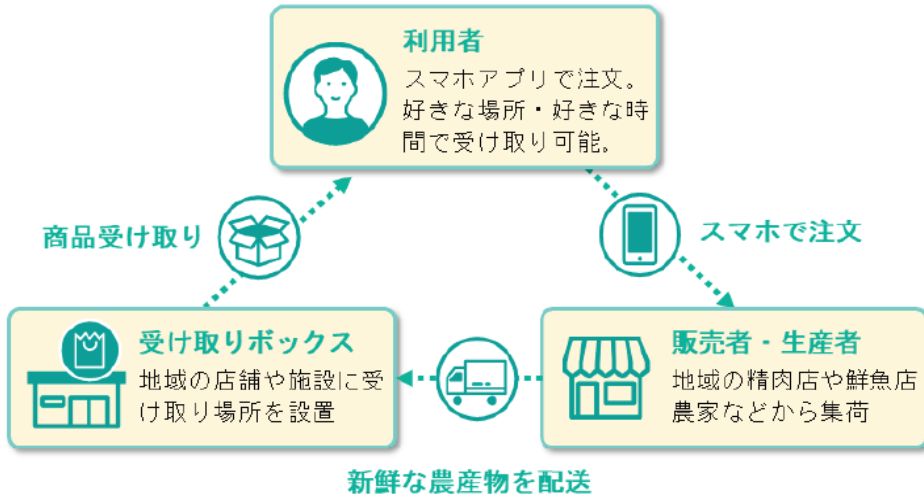 利用者
スマホアプリで注文。
好きな場所・好きな時
間で受け取り可能。
商品受け取り
スマホで注文
受け取りボックス
地域の店舗や施設に受
け取り場所を設置
販売者・生産者
地域の精肉店や鮮魚店
農家などから集荷
新鮮な農産物を配送